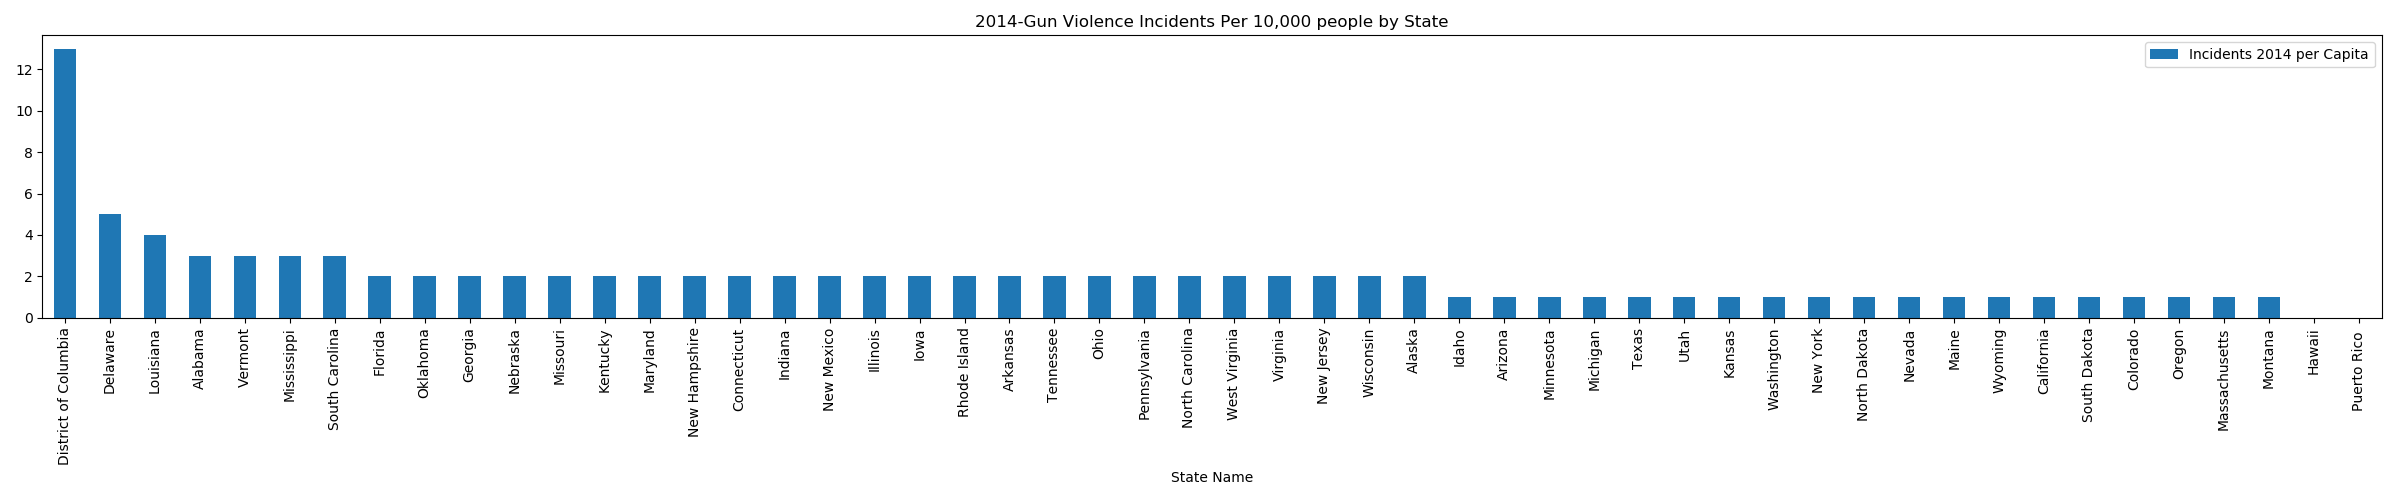 2014-Gun Violence Incidents Per 10,000 people by State
Incidents 2014 per Capita
12
10
8
6
4
2
0
District of Columbia
Delaware
Louisiana
Alabama
Vermont
Mississippi
South Carolina
Florida
Oklahoma
Georgia
Nebraska
Missouri
Kentucky
Maryland
New Hampshire
Connecticut
Indiana
New Mexico
Illinois
Iowa
Rhode Island
Arkansas
Tennessee
Ohio
Pennsylvania
North Carolina
West Virginia
Virginia
New Jersey
Wisconsin
Alaska
Idaho
Arizona
Minnesota
Michigan
Texas
Utah
Kansas
Washington
New York
North Dakota
Nevada
Maine
Wyoming
California
South Dakota
Colorado
Oregon
Massachusetts
Montana
Hawaii
Puerto Rico
State Name